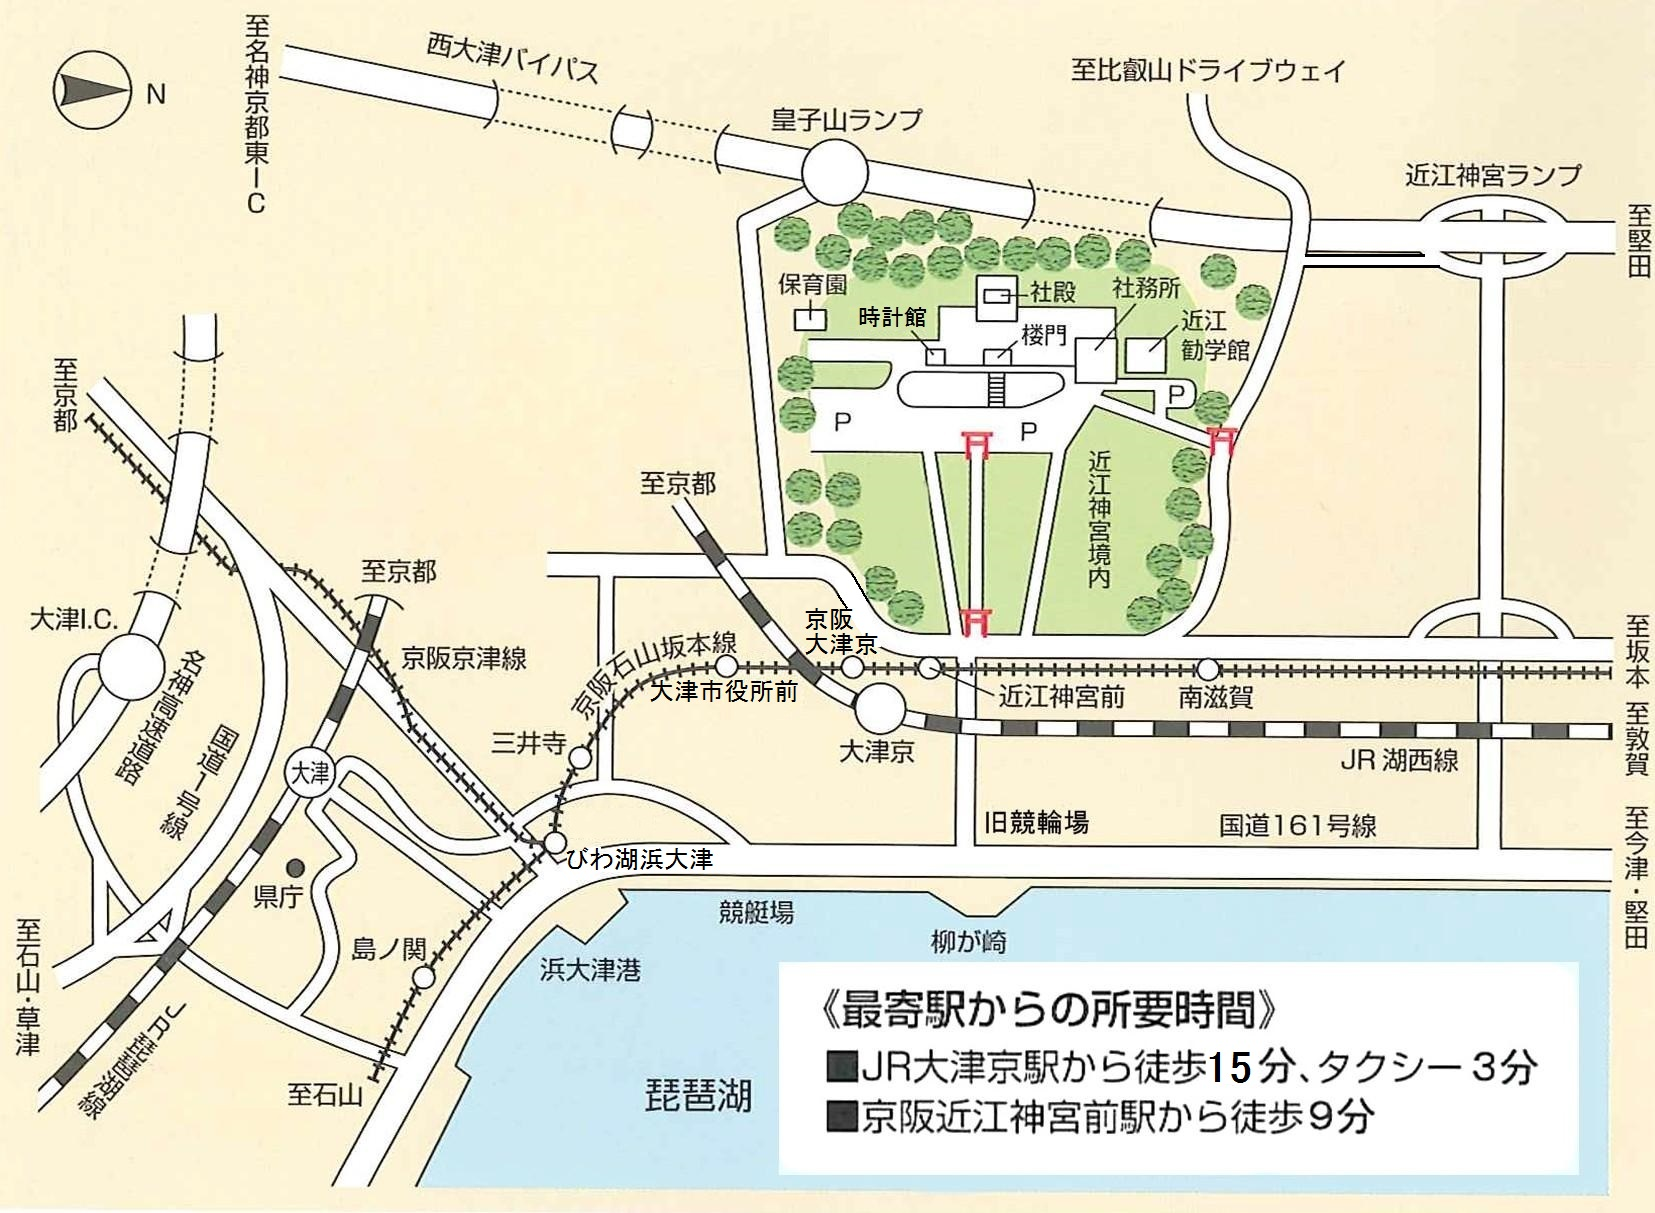 至名神京都東IC
西大津バイパス
至比叡山ドライブウェイ
N
皇子山ランプ
近江神宮ランプ
至堅田
保育園
社殿
社務所
時計館
楼門
近江
勧学館
P
P
P
至京都
至京都
近江神宮境内
至京都
大津I.C.
京阪
大津京
京阪京津線
京阪石山坂本線
名神高速道路
大津市役所前
近江神宮前
南滋賀
至坂本
国道1号線
三井寺
大津京
JR 湖西線
至敦賀
大津
旧競輪場
国道161号線
びわ湖浜大津
至今津・堅田
県庁
競艇場
柳が崎
島ノ関
浜大津港
至石山・草津
JR琵琶湖線
至石山
琵琶湖
《最寄駅からの所要時間》
■JR大津京駅から徒歩15分、タクシー3分
■京阪近江神宮前駅から徒歩9分